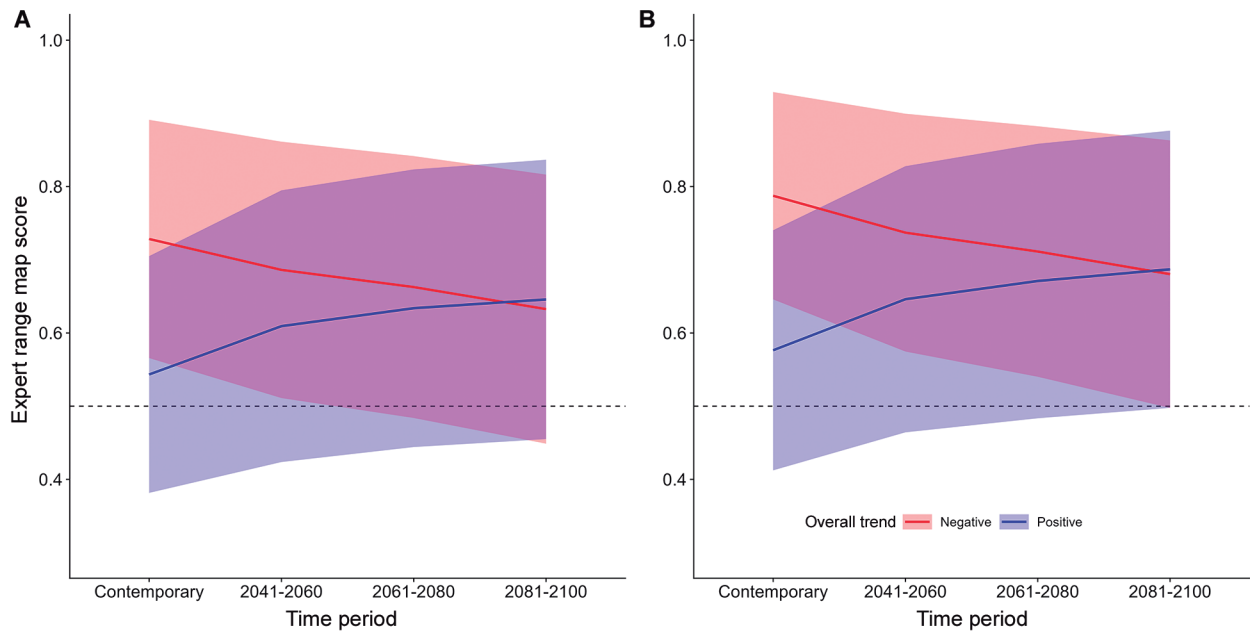 A
B
1.0
0.8
0.6
0.4
Expert range map score
Contemporary
2041-2060
2061-2080
2081-2100
Time period
1.0
0.8
0.6
0.4
Overall trend Negative Positive
Contemporary
2041-2060
2061-2080
2081-2100
Time period